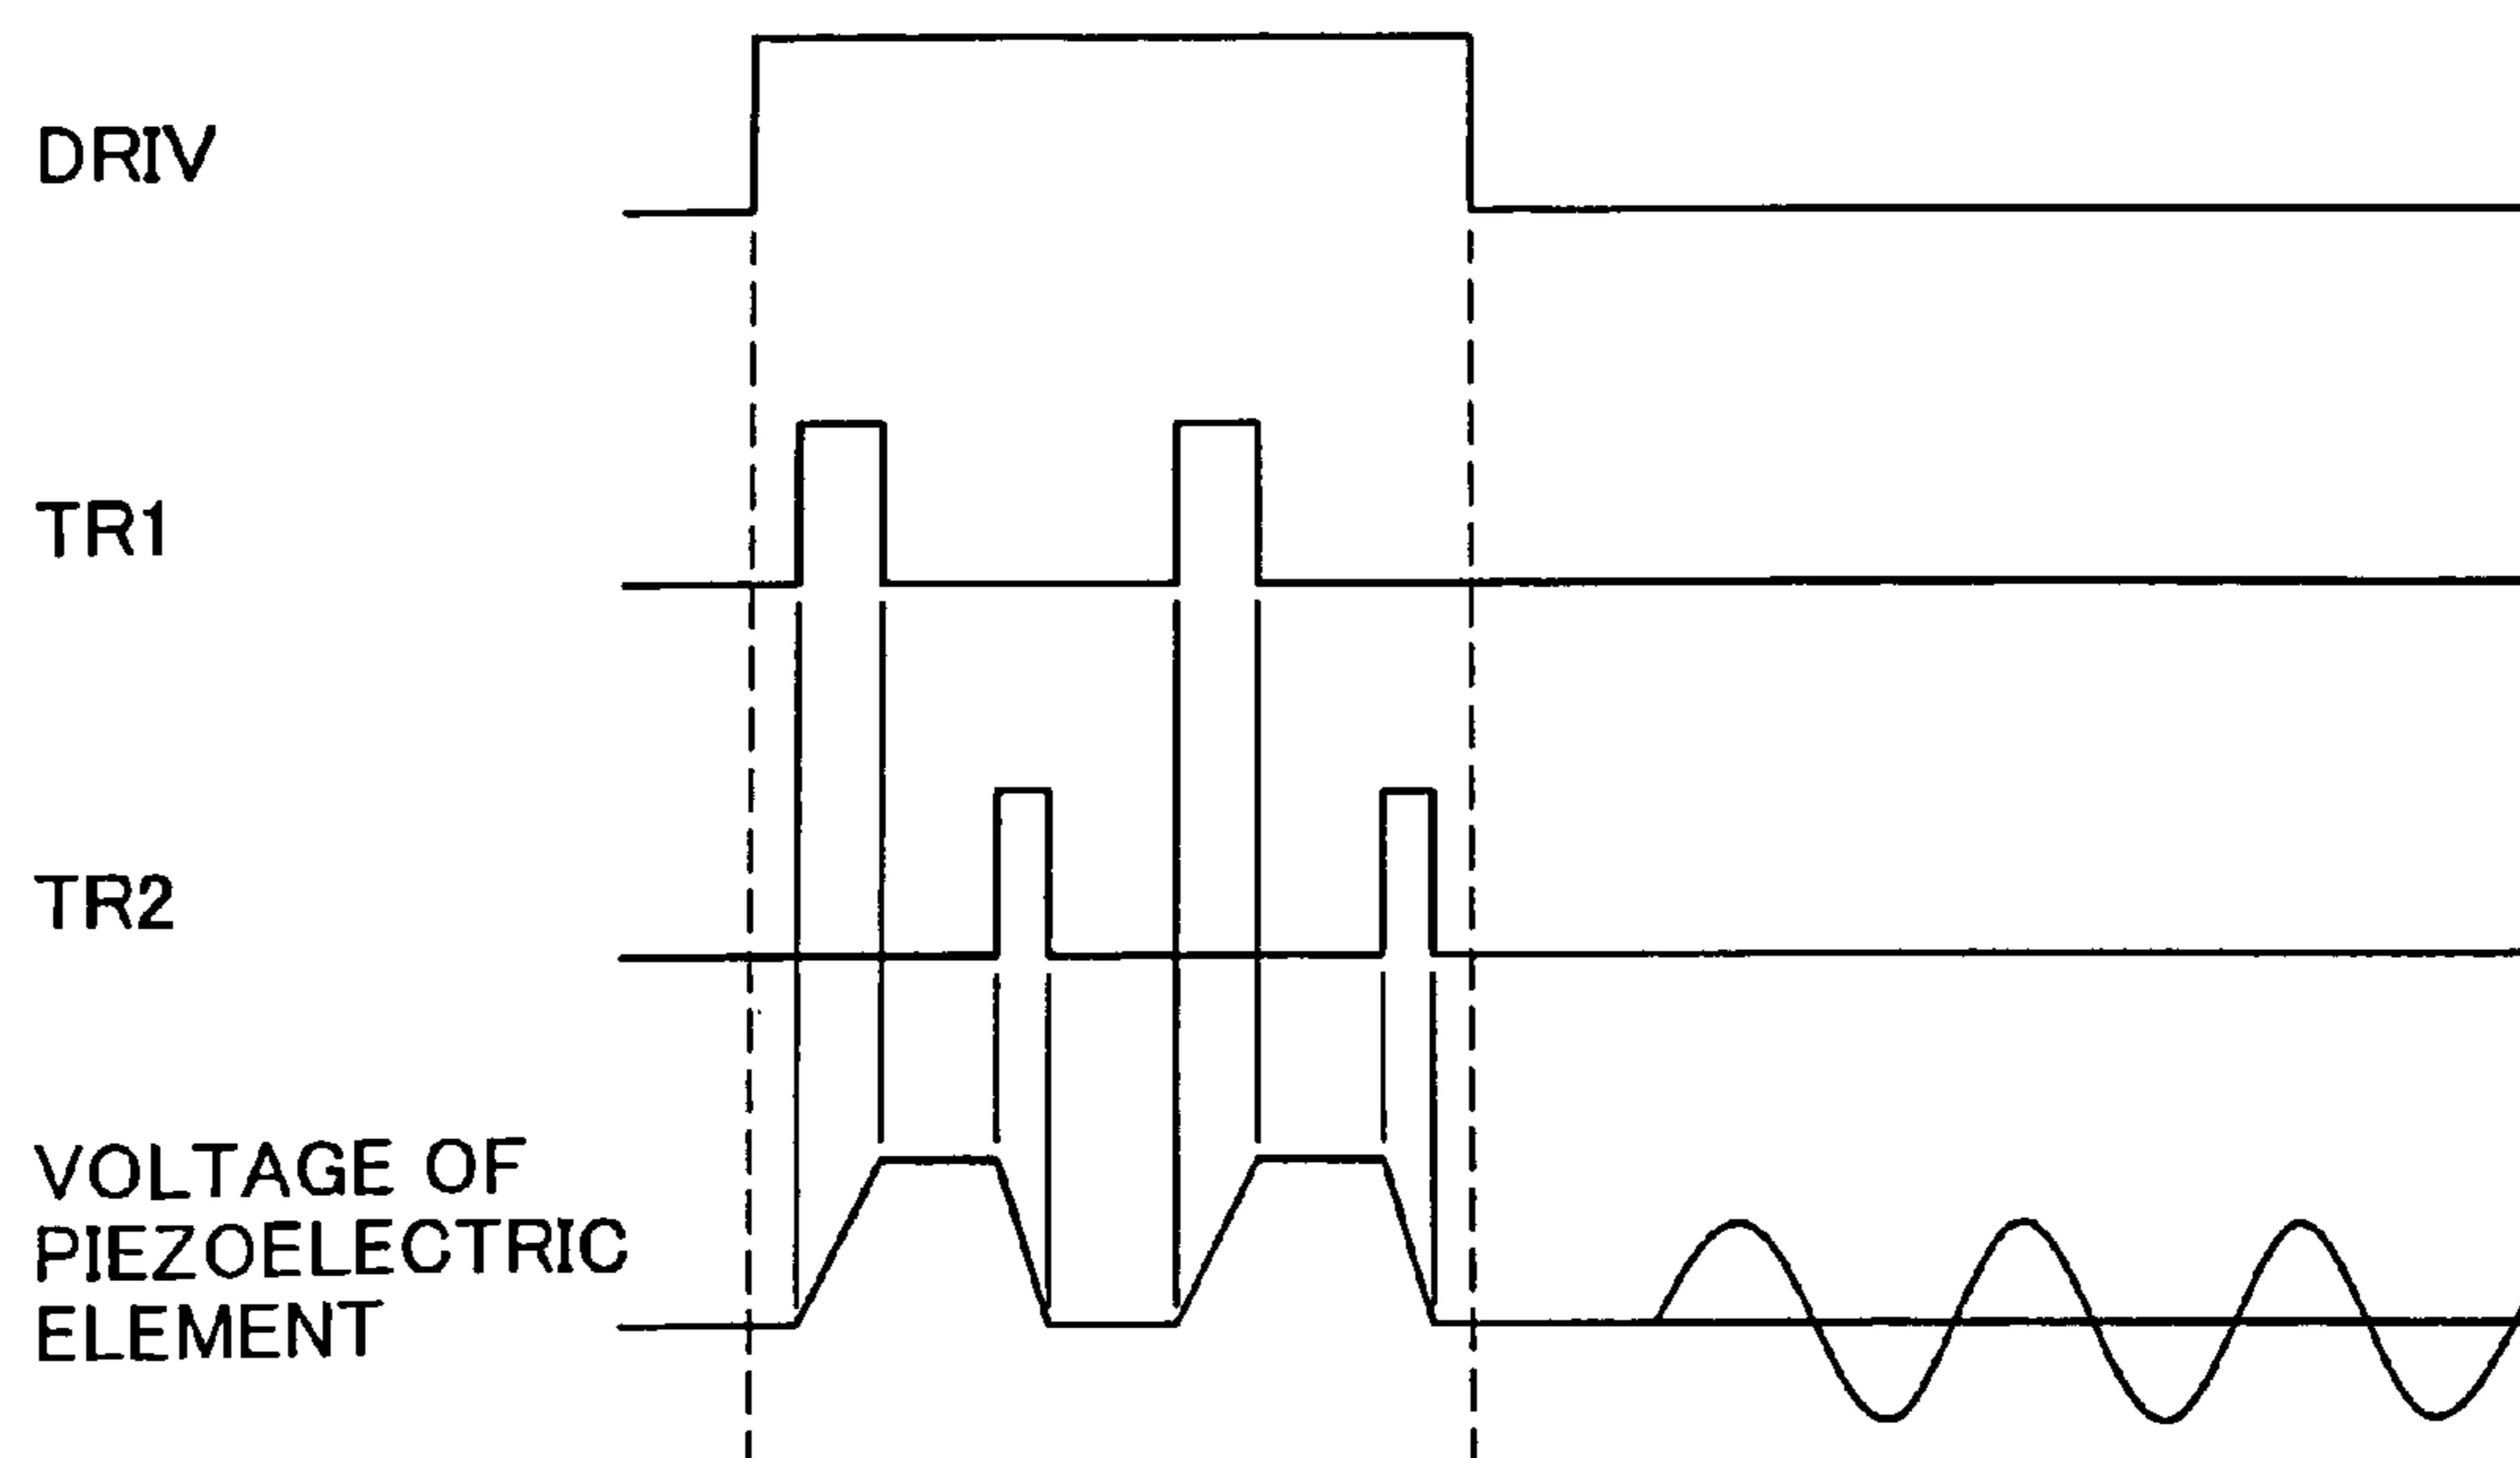 DRIV
TR1
TR2
VOLTAGE OF
PIEZOELECTRIC
ELEMENT